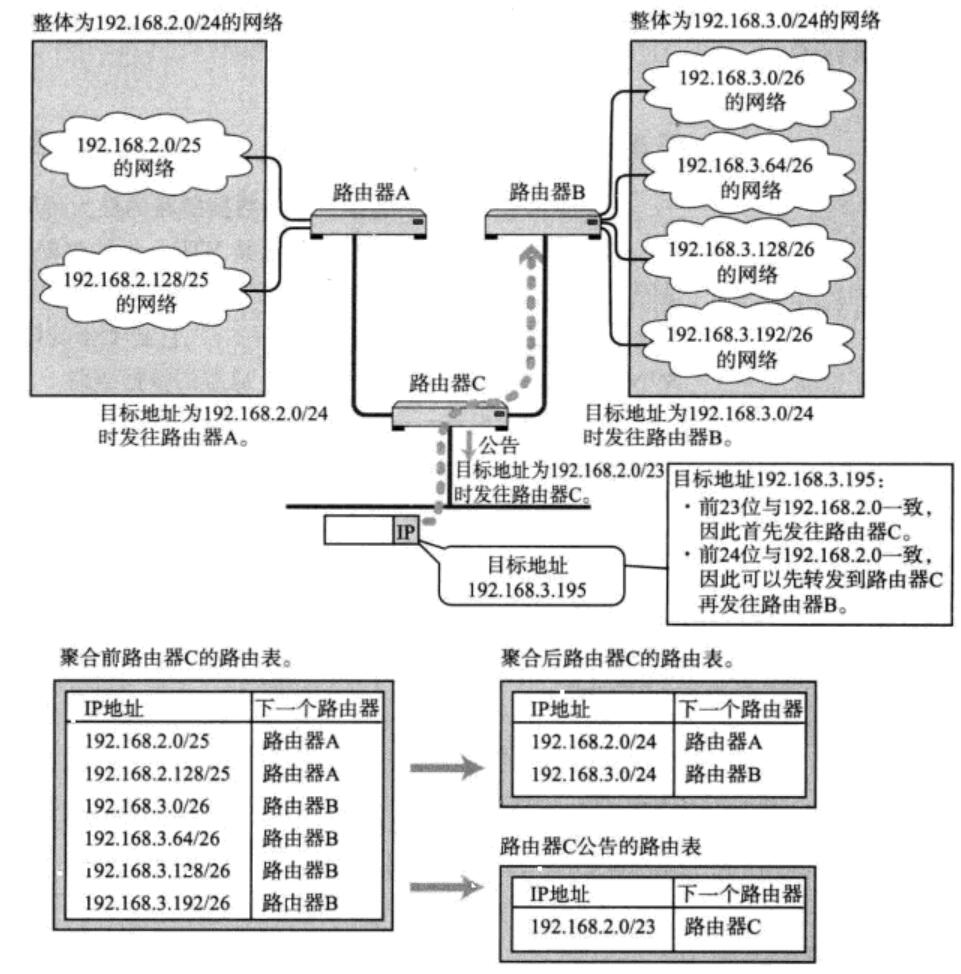 整体为192.168.2.0/24的网络
整体为192.168.3.0/24的网络
192.168.2.0/25
的网络
192.168.2.128/25
的网络
路由器A
路由器B
192.168.3.0/26
的网络
192.168.3.64/26
的网络
192.168.3.128/26
的网络
192.168.3.192/26
的网络
路由器C
目标地址为192.168.2.0/24
时发往路由器A。
目标地址为192.168.3.0/24
时发往路由器B。
公告
目标地址为192.168.2.0/23
时发往路由器C。
IP
目标地址
192.168.3.195
目标地址192.168.3.195:
·前23位与192.168.2.0一致,
因此首先发往路由器C。
·前24位与192.168.2.0一致,
因此可以先转发到路由器C
再发往路由器B。
聚合前路由器C的路由表。
IP地址 下一个路由器
192.168.2.0/25 路由器A
192.168.2.128/25 路由器A
192.168.3.0/26 路由器B
192.168.3.64/26 路由器B
192.168.3.128/26 路由器B
192.168.3.192/26 路由器B
聚合后路由器C的路由表。
IP地址 下一个路由器
192.168.2.0/24 路由器A
192.168.3.0/24 路由器B
路由器C公告的路由表
IP地址 下一个路由器
192.168.2.0/23 路由器C